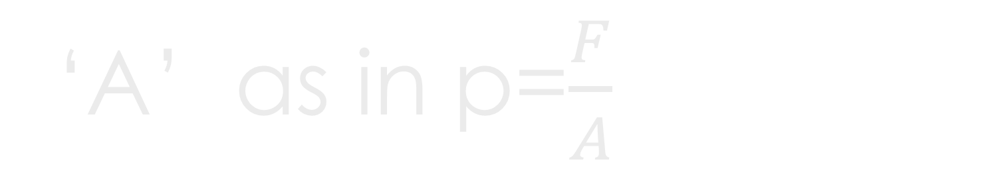 ‘A’ as in p=F/A